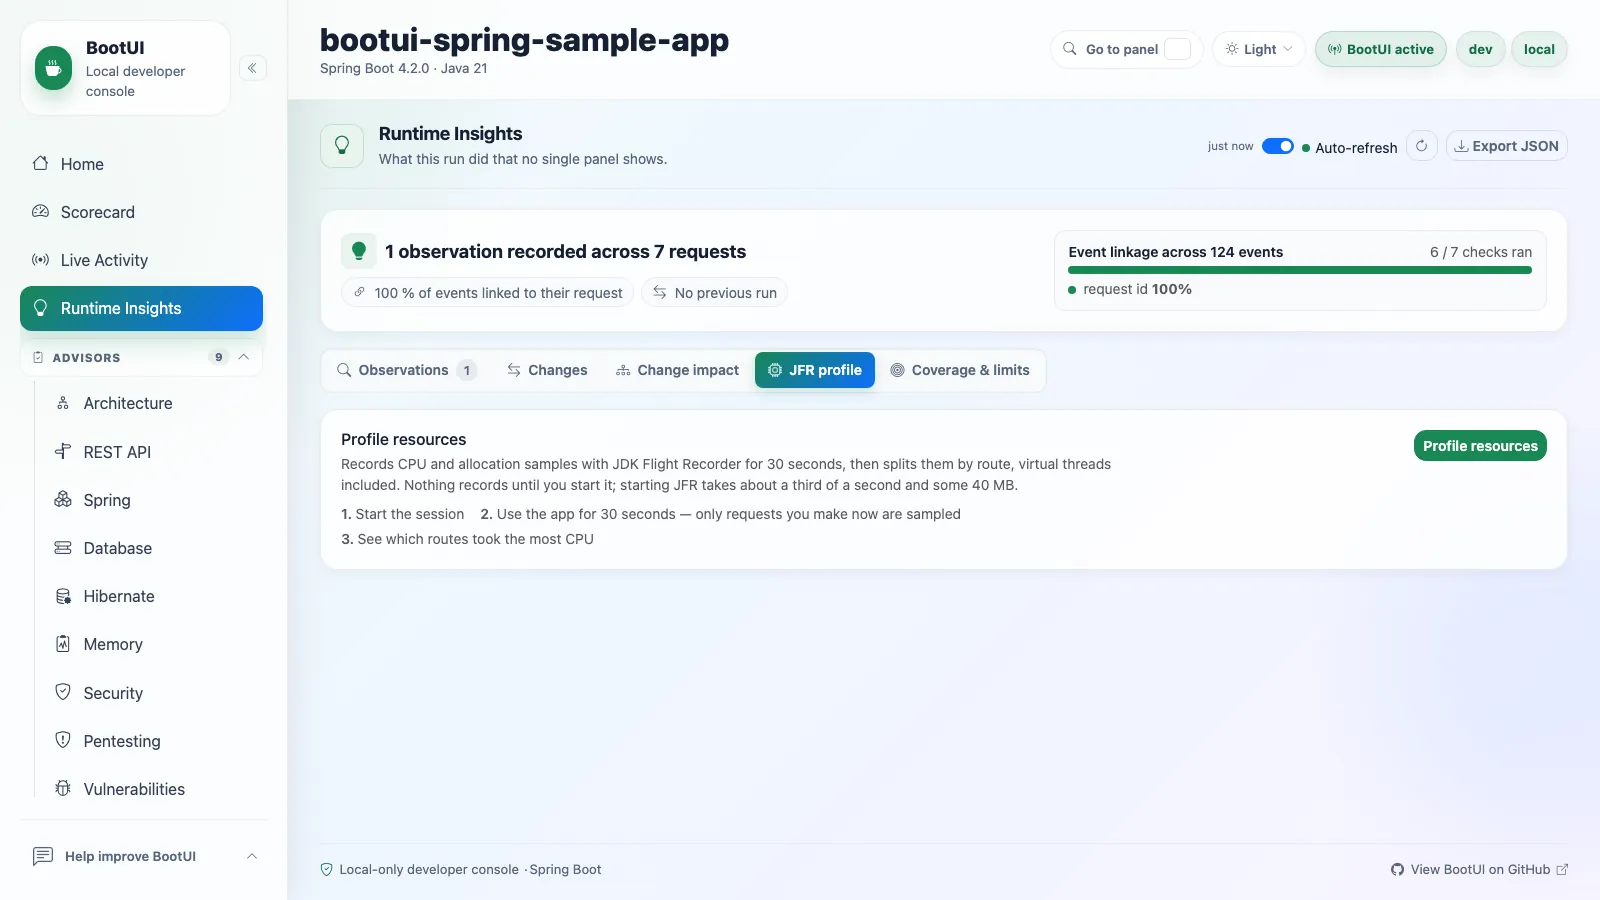 BootUI
Local developer
console
Home
Scorecard
Live Activity
Runtime Insights
ADVISORS 9
Architecture
REST API
Spring
Database
Hibernate
Memory
Security
Pentesting
Vulnerabilities
Help improve BootUI
bootui-spring-sample-app
Spring Boot 4.2.0 · Java 21
Go to panel
Light
BootUI active
dev
local
Runtime Insights
What this run did that no single panel shows.
just now
Auto-refresh
Export JSON
1 observation recorded across 7 requests
100 % of events linked to their request
No previous run
Event linkage across 124 events
6 / 7 checks ran
request id 100%
Observations 1
Changes
Change impact
JFR profile
Coverage & limits
Profile resources
Records CPU and allocation samples with JDK Flight Recorder for 30 seconds, then splits them by route, virtual threads
included. Nothing records until you start it; starting JFR takes about a third of a second and some 40 MB.
1. Start the session 2. Use the app for 30 seconds — only requests you make now are sampled
3. See which routes took the most CPU
Profile resources
Local-only developer console · Spring Boot
View BootUI on GitHub